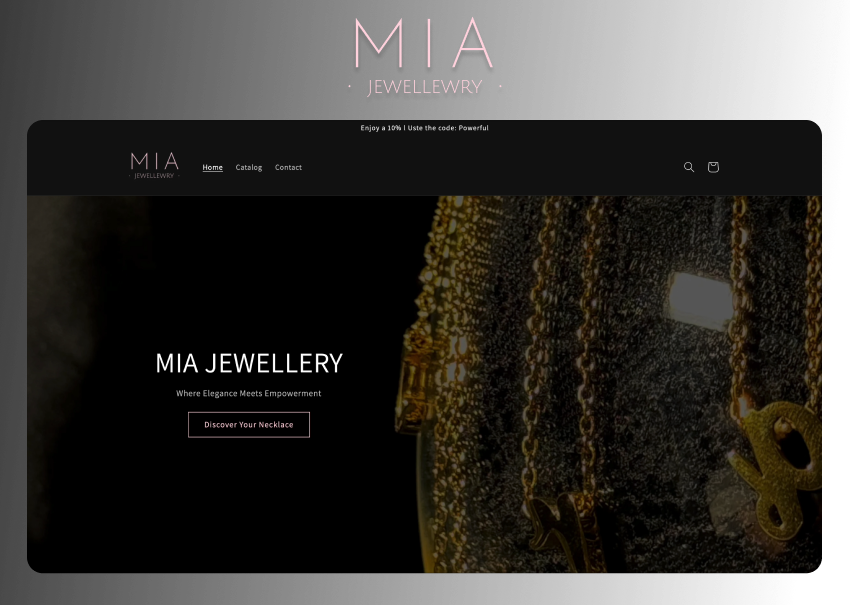 MIA
· JEWELLEWRY ·
Enjoy a 10% | Uste the code: Powerful
MIA
· JEWELLEWRY ·
Home Catalog Contact
MIA JEWELLERY
Where Elegance Meets Empowerment
Discover Your Necklace